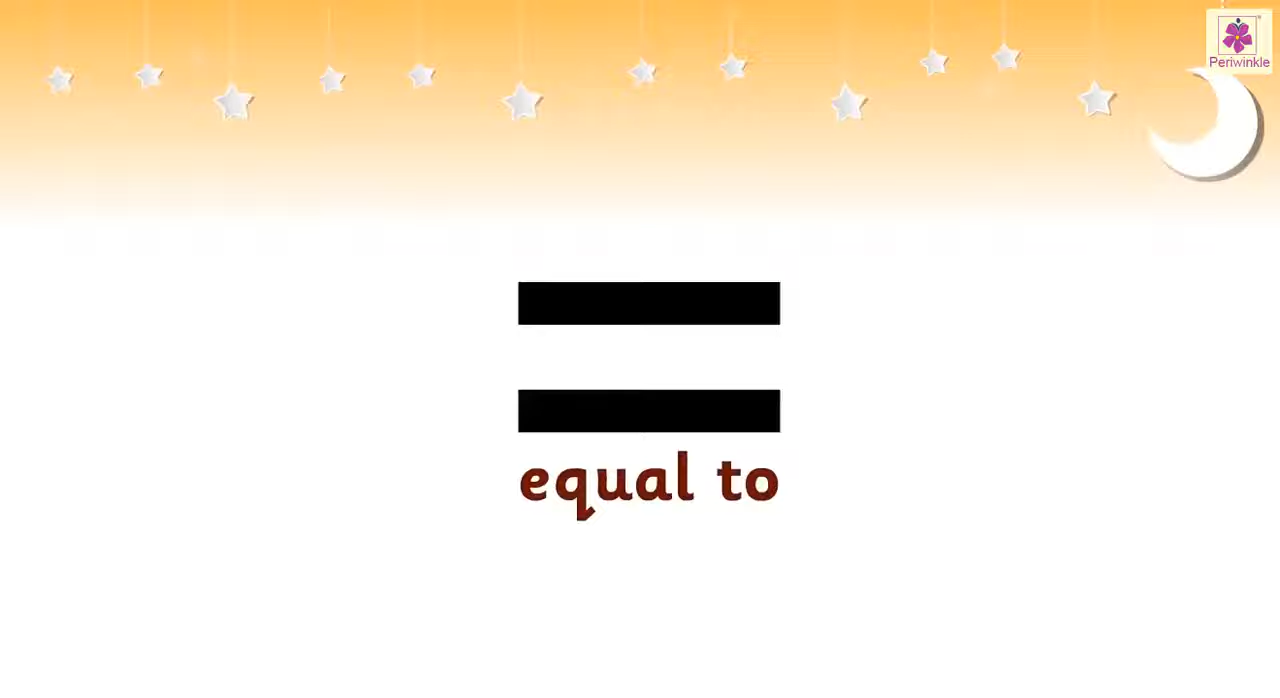 Periwinkle
=
equal to